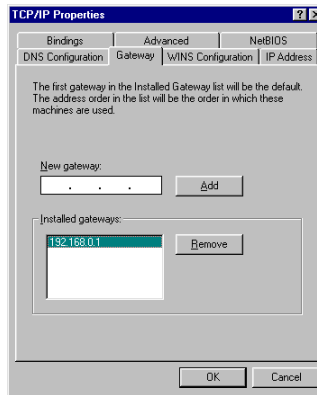 TCP/IP Properties
Bindings Advanced NetBIOS
DNS Configuration Gateway WINS Configuration IP Address
The first gateway in the Installed Gateway list will be the default.
The address order in the list will be the order in which these
machines are used.
New gateway:
. . .
Add
Installed gateways:
192.168.0.1
Remove
OK Cancel